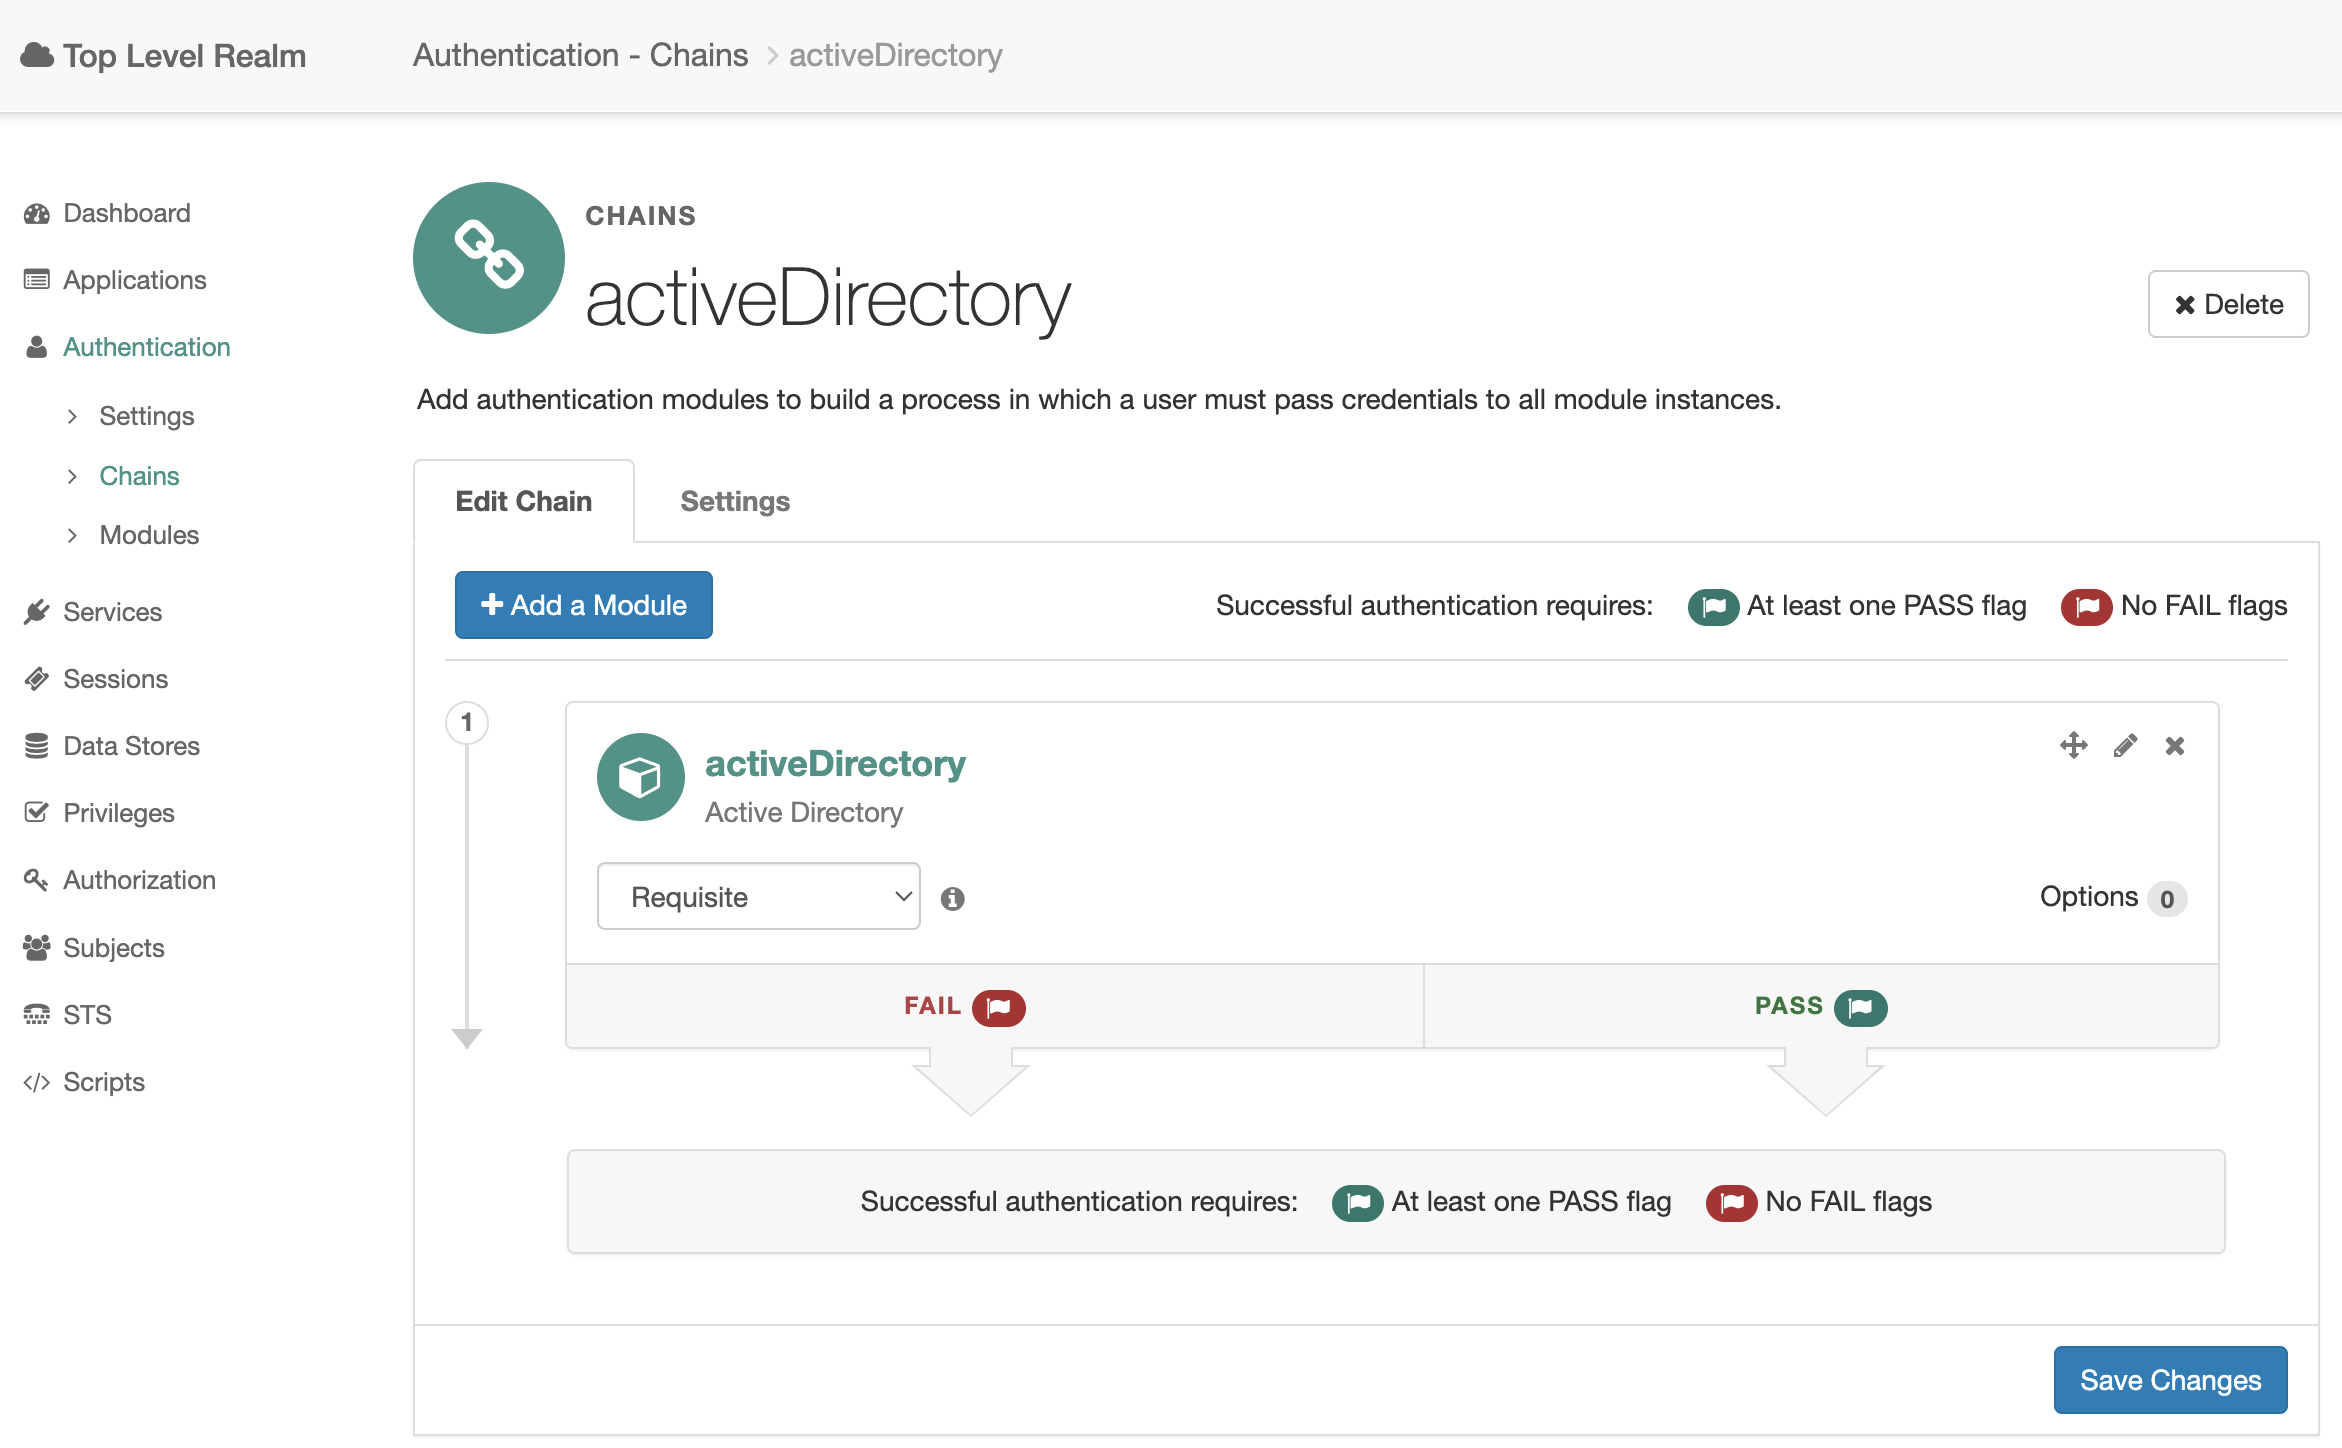 Top Level Realm
Authentication - Chains > activeDirectory
Dashboard
Applications
Authentication
Settings
Chains
Modules
Services
Sessions
Data Stores
Privileges
Authorization
Subjects
STS
Scripts
CHAINS
activeDirectory
Delete
Add authentication modules to build a process in which a user must pass credentials to all module instances.
Edit Chain Settings
Add a Module Successful authentication requires: At least one PASS flag No FAIL flags
1
activeDirectory
Active Directory
Requisite Options 0
FAIL PASS
Successful authentication requires: At least one PASS flag No FAIL flags
Save Changes